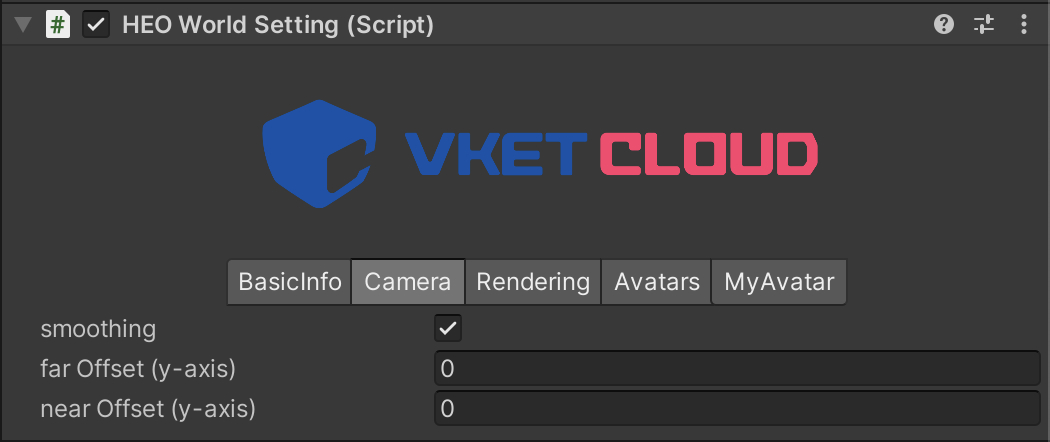 HEO World Setting (Script)
VKET CLOUD
BasicInfo Camera Rendering Avatars MyAvatar
smoothing
far Offset (y-axis) 0
near Offset (y-axis) 0